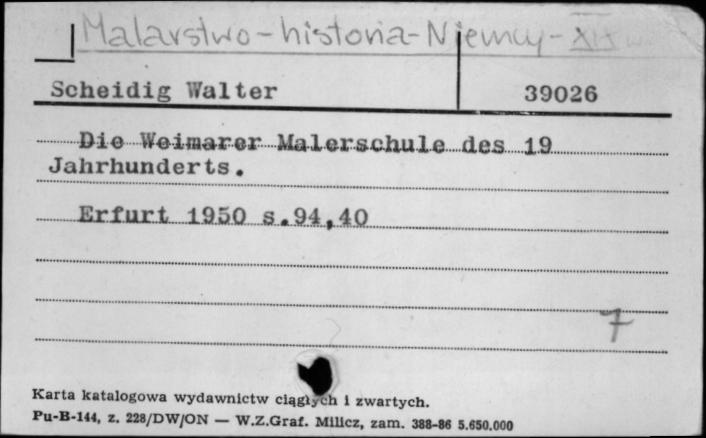 Malarstwo - historia - Niemcy - XIX w.
Scheidig Walter 39026
Die Weimarer Malerschule des 19
Jahrhunderts.
Erfurt 1950 s.94,40
7
Karta katalogowa wydawnictw ciągłych i zwartych.
Pu-B-144, z. 228/DW/ON — W.Z.Graf. Milicz, zam. 388-86 5.650.000